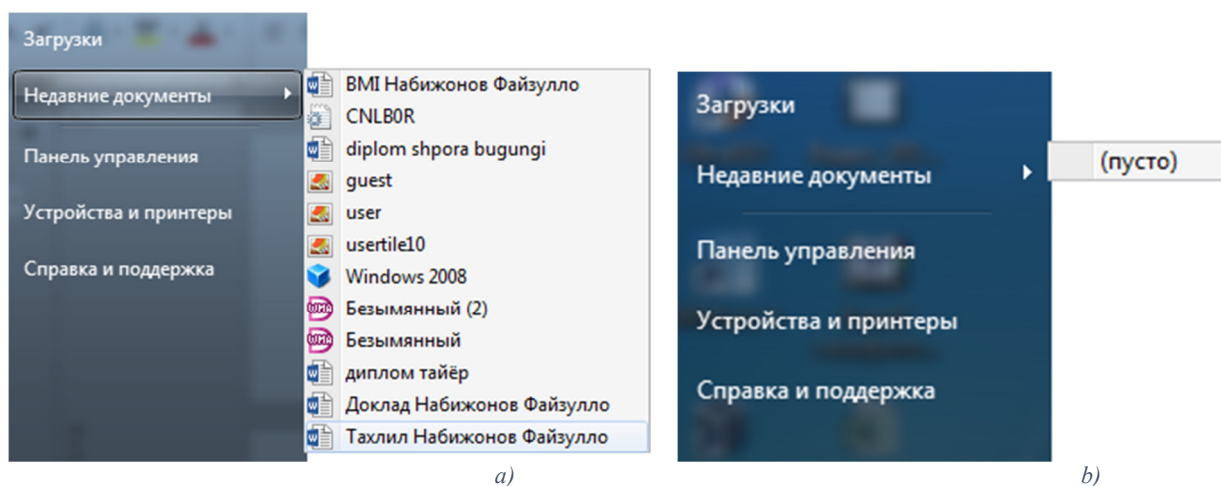 Загрузки
Недавние документы
Панель управления
Устройства и принтеры
Справка и поддержка
BMI Набижонов Файзулло
CNLB0R
diplom shpora bugungi
guest
user
usertile10
Windows 2008
Безымянный (2)
Безымянный
диплом тайёр
Доклад Набижонов Файзулло
Тахлил Набижонов Файзулло
a)
Загрузки
Недавние документы
(пусто)
Панель управления
Устройства и принтеры
Справка и поддержка
b)